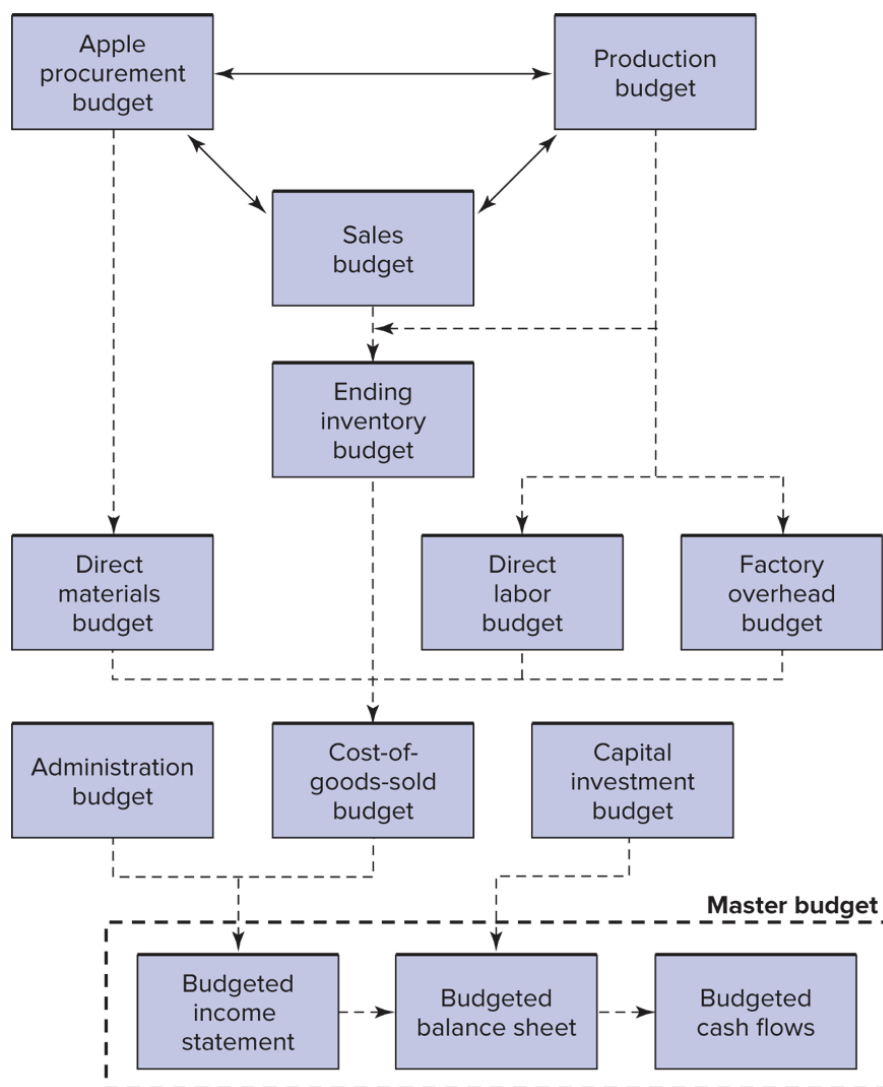 Apple
procurement
budget
Production
budget
Sales
budget
Ending
inventory
budget
Direct
materials
budget
Direct
labor
budget
Factory
overhead
budget
Administration
budget
Cost-of-
goods-sold
budget
Capital
investment
budget
Master budget
Budgeted
income
statement
Budgeted
balance sheet
Budgeted
cash flows